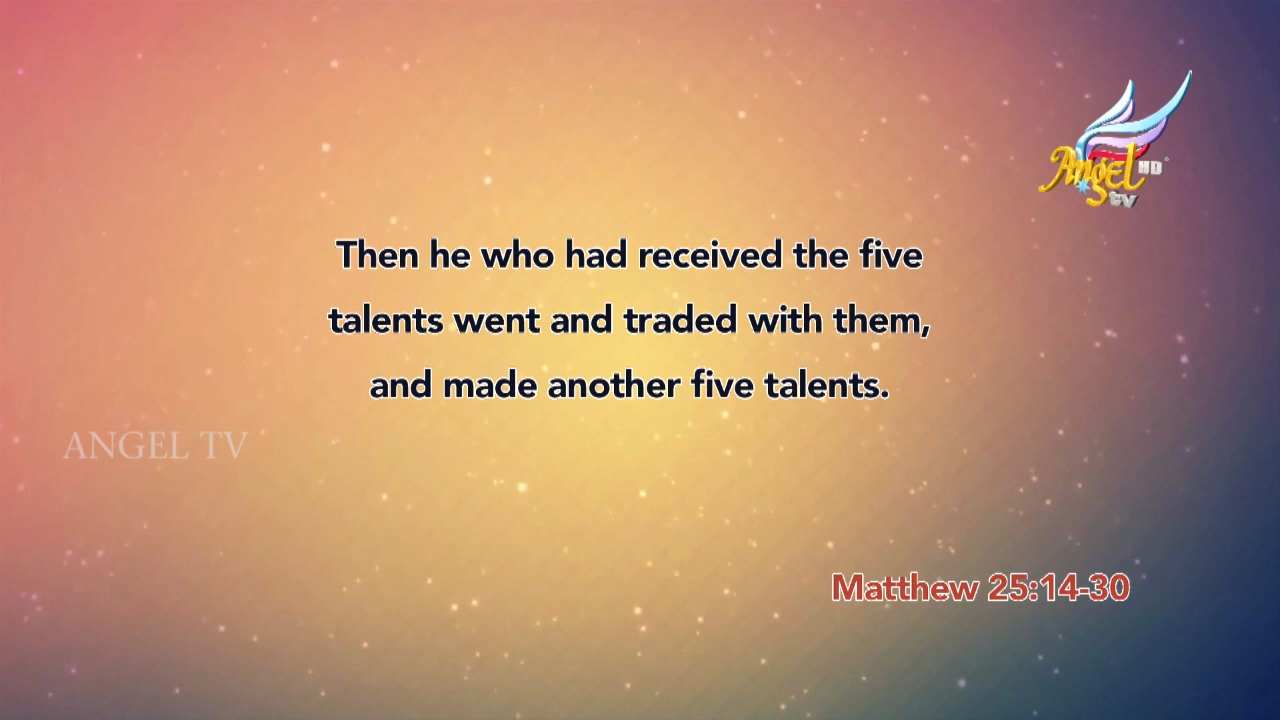 Angel HD
tv
Then he who had received the five
talents went and traded with them,
and made another five talents.
ANGEL TV
Matthew 25:14-30